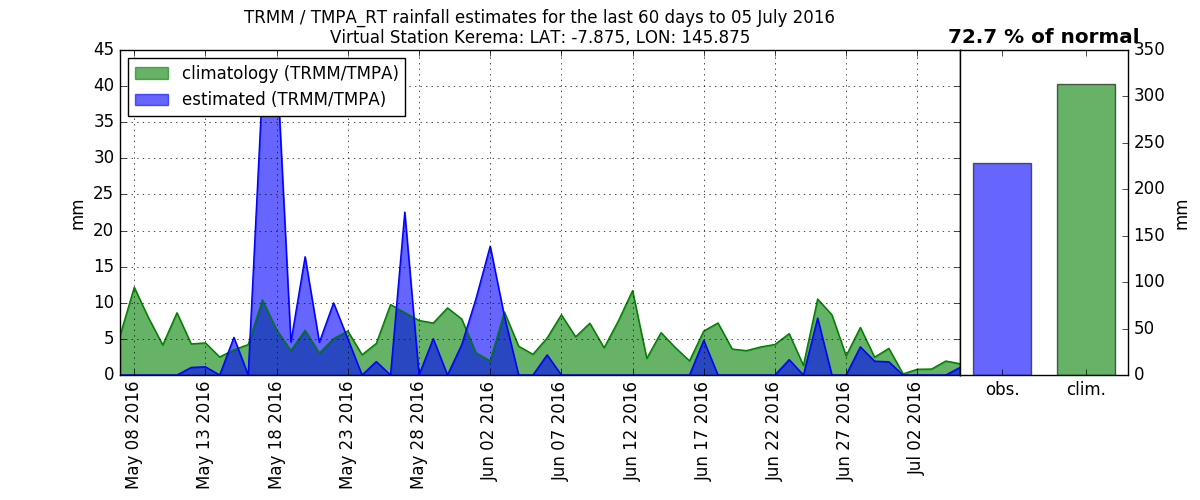 TRMM / TMPA_RT rainfall estimates for the last 60 days to 05 July 2016
Virtual Station Kerema: LAT: -7.875, LON: 145.875
72.7 % of normal
climatology (TRMM/TMPA)
estimated (TRMM/TMPA)
mm
45
40
35
30
25
20
15
10
5
0
May 08 2016
May 13 2016
May 18 2016
May 23 2016
May 28 2016
Jun 02 2016
Jun 07 2016
Jun 12 2016
Jun 17 2016
Jun 22 2016
Jun 27 2016
Jul 02 2016
obs.
clim.
350
300
250
200
150
100
50
0
mm